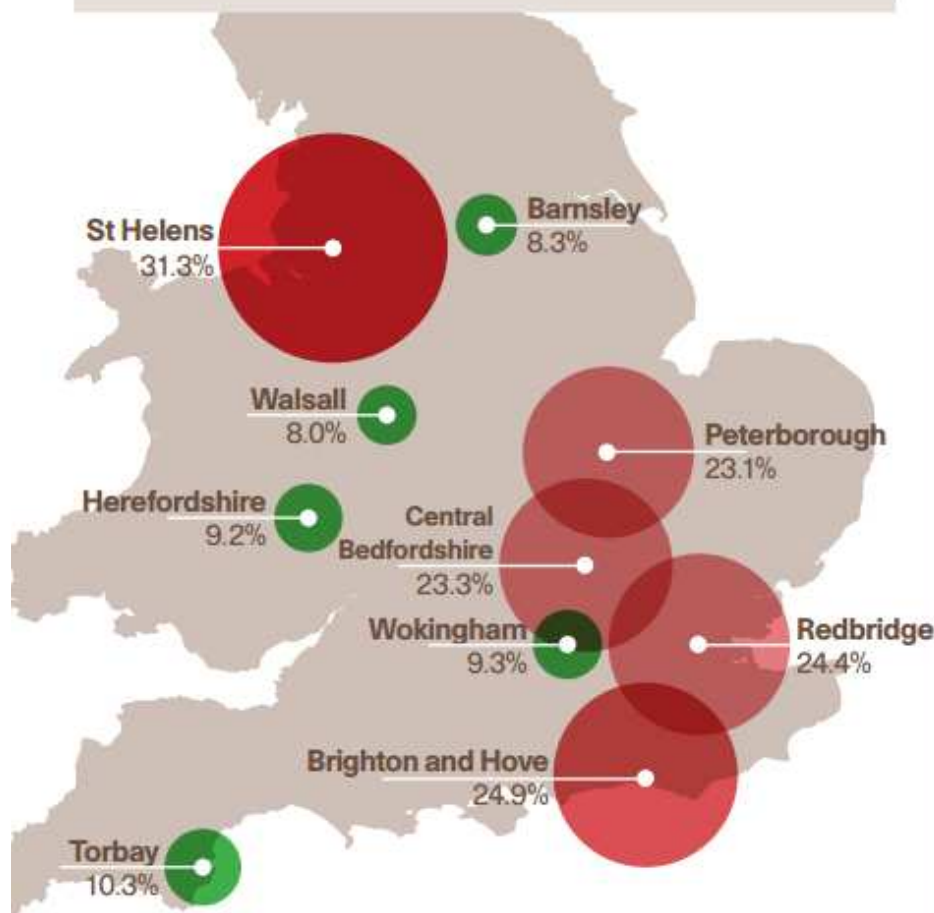 Barnsley
8.3%
St Helens
31.3%
Walsall
8.0%
Peterborough
23.1%
Herefordshire
9.2%
Central
Bedfordshire
23.3%
Wokingham
9.3%
Redbridge
24.4%
Brighton and Hove
24.9%
Torbay
10.3%